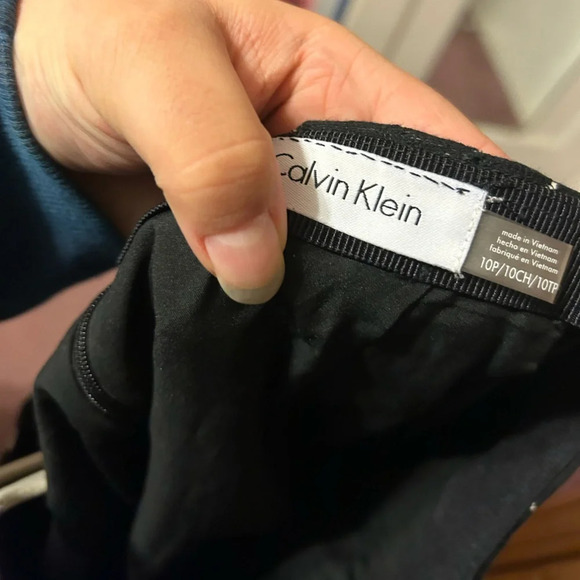 Calvin Klein
made in Vietnam
hecho en Vietnam
fabriqué en Vietnam
10P/10CH/10TP